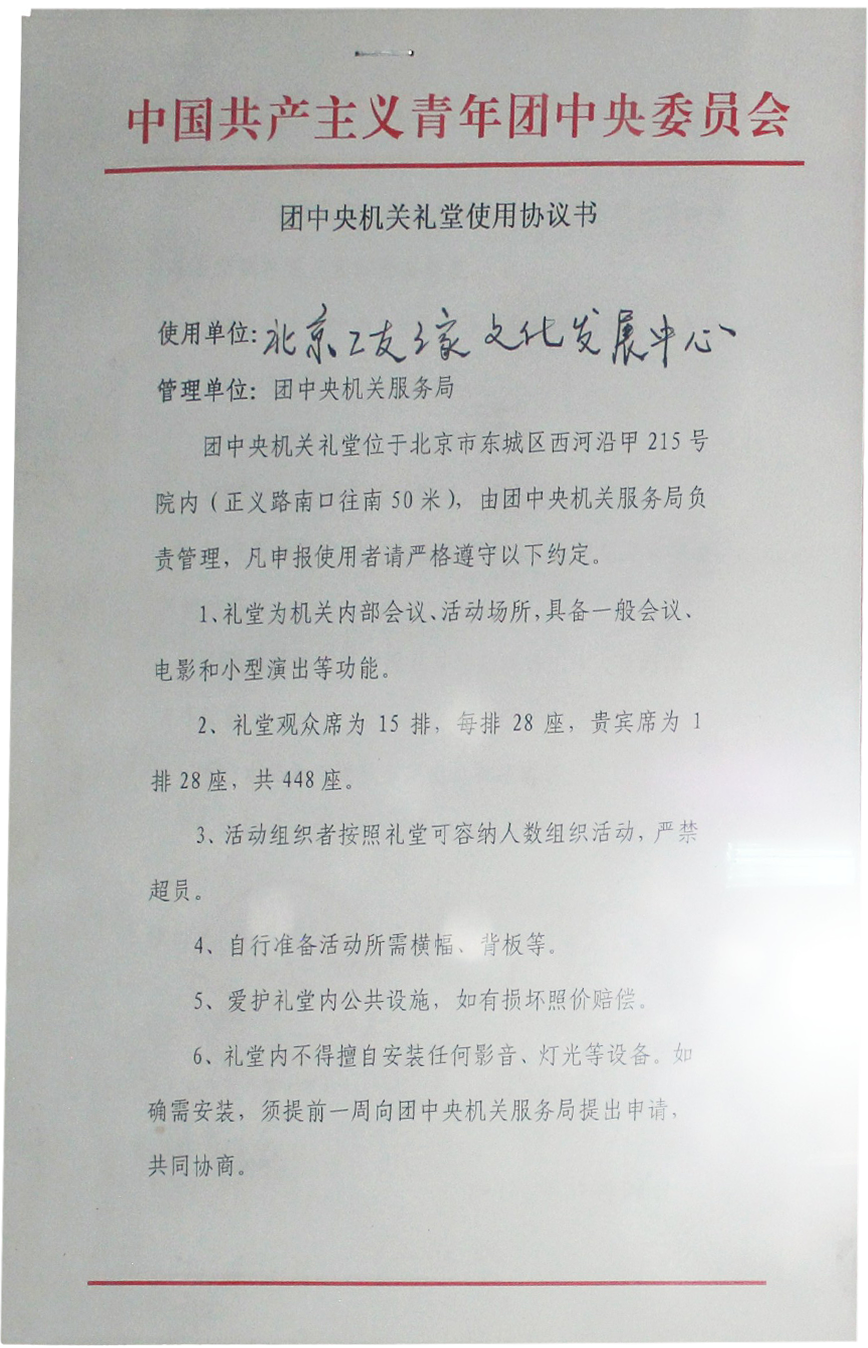 中国共产主义青年团中央委员会
团中央机关礼堂使用协议书
使用单位：北京工友之家文化发展中心
管理单位：团中央机关服务局
团中央机关礼堂位于北京市东城区西河沿甲 215 号
院内（正义路南口往南 50 米），由团中央机关服务局负
责管理，凡申报使用者请严格遵守以下约定。
1、礼堂为机关内部会议、活动场所，具备一般会议、
电影和小型演出等功能。
2、礼堂观众席为 15 排，每排 28 座，贵宾席为 1
排 28 座，共 448 座。
3、活动组织者按照礼堂可容纳人数组织活动，严禁
超员。
4、自行准备活动所需横幅、背板等。
5、爱护礼堂内公共设施，如有损坏照价赔偿。
6、礼堂内不得擅自安装任何影音、灯光等设备。如
确需安装，须提前一周向团中央机关服务局提出申请，
共同协商。